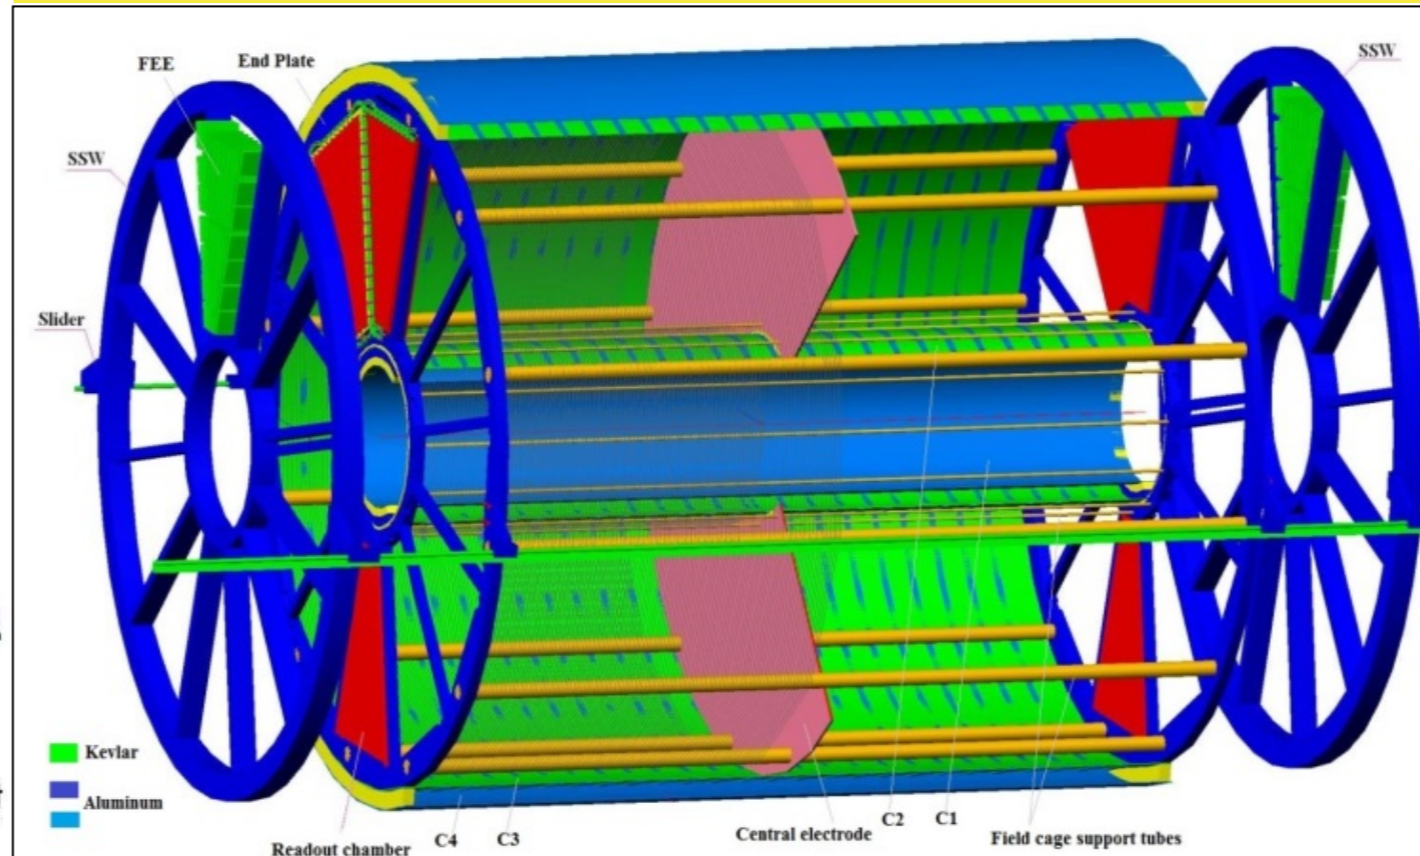 FEE
End Plate
SSW
SSW
Slider
Kevlar
Aluminum
Readout chamber
C4
C3
Central electrode
C2
C1
Field cage support tubes